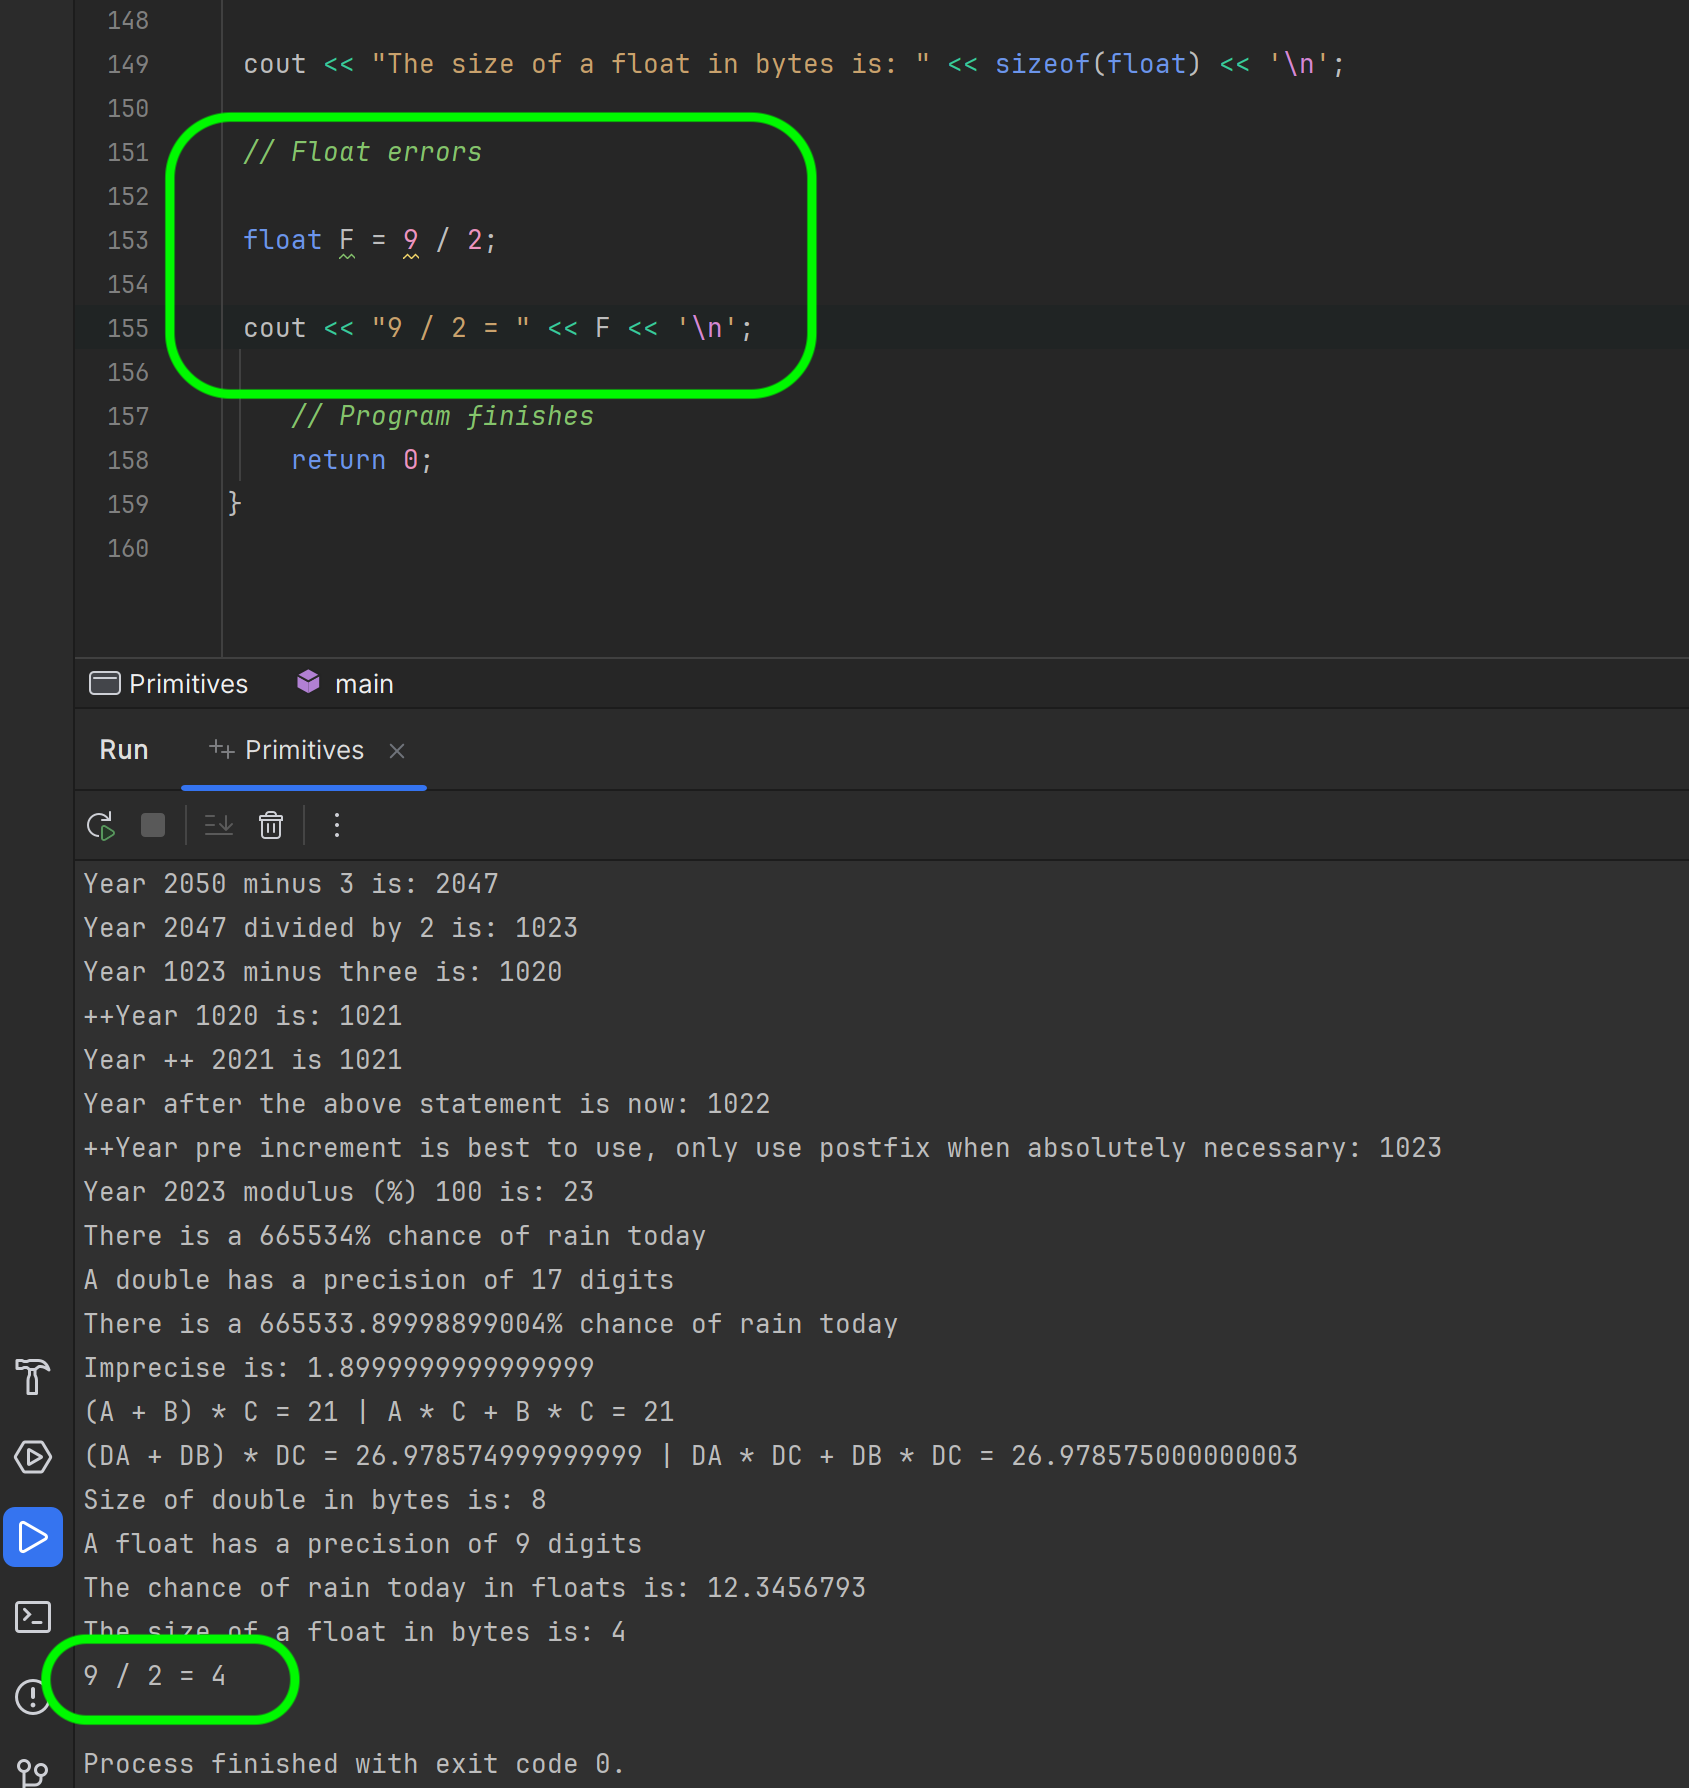 148
149 cout << "The size of a float in bytes is: " << sizeof(float) << '\n';
150
151 // Float errors
152
153 float F = 9 / 2;
154
155 cout << "9 / 2 = " << F << '\n';
156
157 // Program finishes
158 return 0;
159 }
160
Primitives main
Run Primitives
Year 2050 minus 3 is: 2047
Year 2047 divided by 2 is: 1023
Year 1023 minus three is: 1020
++Year 1020 is: 1021
Year ++ 2021 is 1021
Year after the above statement is now: 1022
++Year pre increment is best to use, only use postfix when absolutely necessary: 1023
Year 2023 modulus (%) 100 is: 23
There is a 665534% chance of rain today
A double has a precision of 17 digits
There is a 665533.89998899004% chance of rain today
Imprecise is: 1.8999999999999999
(A + B) * C = 21 | A * C + B * C = 21
(DA + DB) * DC = 26.978574999999999 | DA * DC + DB * DC = 26.978575000000003
Size of double in bytes is: 8
A float has a precision of 9 digits
The chance of rain today in floats is: 12.3456793
The size of a float in bytes is: 4
9 / 2 = 4
Process finished with exit code 0.